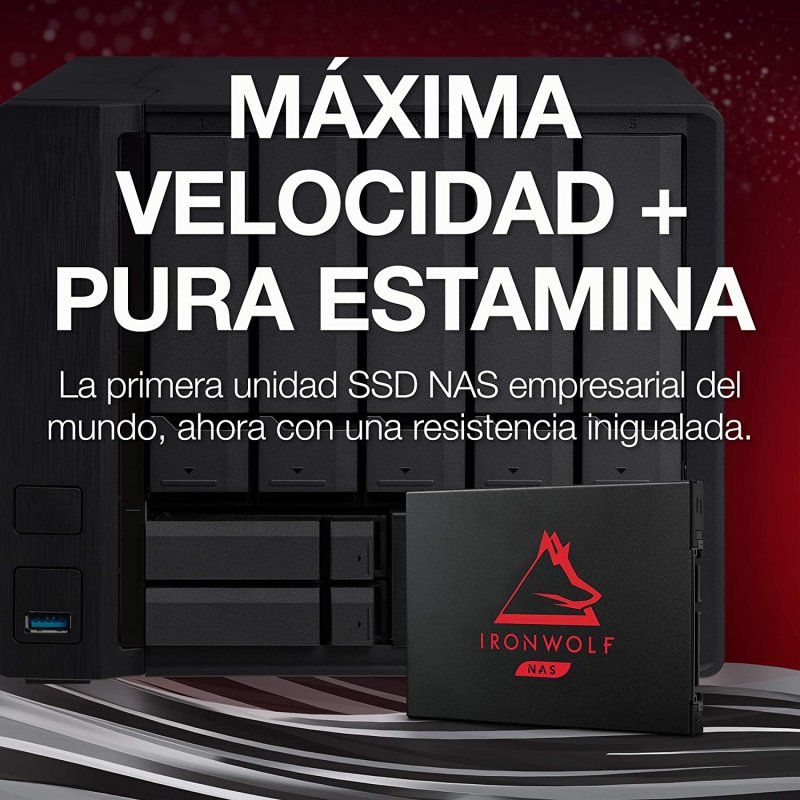 MÁXIMA
VELOCIDAD +
PURA ESTAMINA
La primera unidad SSD NAS empresarial del
mundo, ahora con una resistencia inigualada.
IRONWOLF
NAS